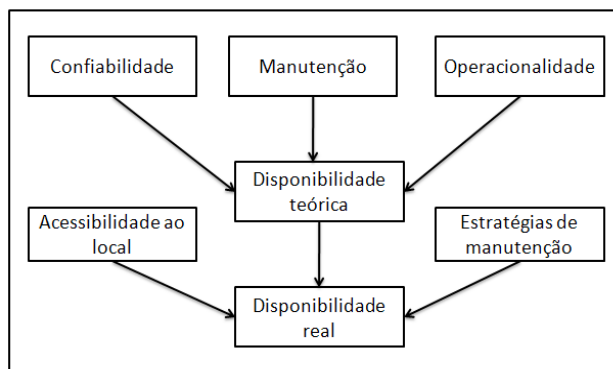 Confiabilidade
Manutenção
Operacionalidade
Disponibilidade
teórica
Acessibilidade ao
local
Estratégias de
manutenção
Disponibilidade
real